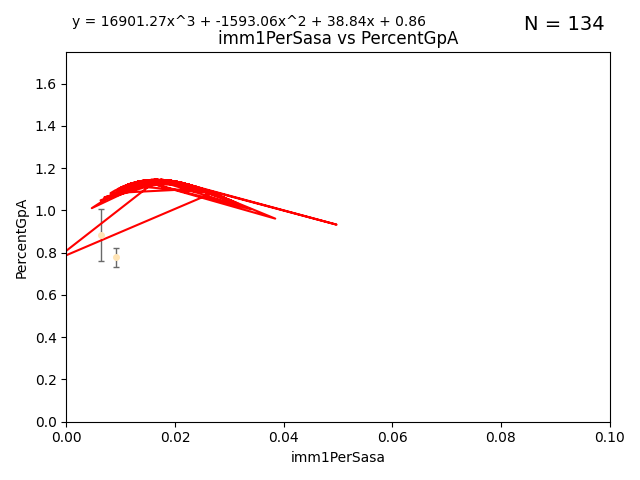 y = 16901.27x^3 + -1593.06x^2 + 38.84x + 0.86
N = 134
imm1PerSasa vs PercentGpA
PercentGpA
1.6
1.4
1.2
1.0
0.8
0.6
0.4
0.2
0.0
0.00 0.02 0.04 0.06 0.08 0.10
imm1PerSasa